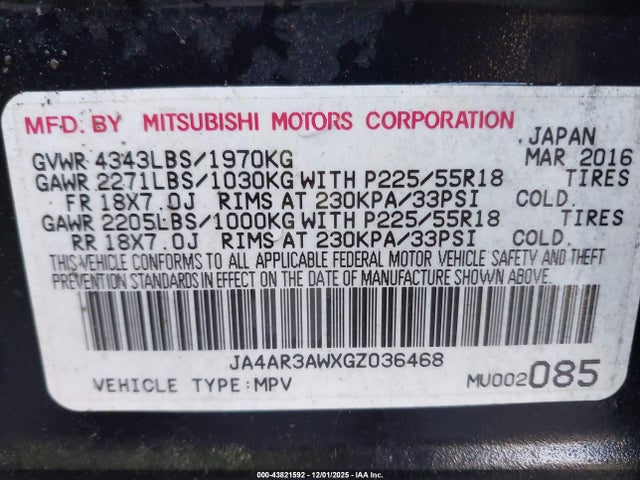 MFD. BY MITSUBISHI MOTORS CORPORATION
JAPAN
GVWR 4343LBS/1970KG MAR 2016
GAWR 2271LBS/1030KG WITH P225/55R18 TIRES
FR 18X7.0J RIMS AT 230KPA/33PSI COLD.
GAWR 2205LBS/1000KG WITH P225/55R18 TIRES
RR 18X7.0J RIMS AT 230KPA/33PSI COLD.
THIS VEHICLE CONFORMS TO ALL APPLICABLE FEDERAL MOTOR VEHICLE SAFETY AND THEFT
PREVENTION STANDARDS IN EFFECT ON THE DATE OF MANUFACTURE SHOWN ABOVE.
JA4AR3AWXGZ036468
VEHICLE TYPE:MPV MU002085
000-43821592 - 12/01/2025 - IAA Inc.